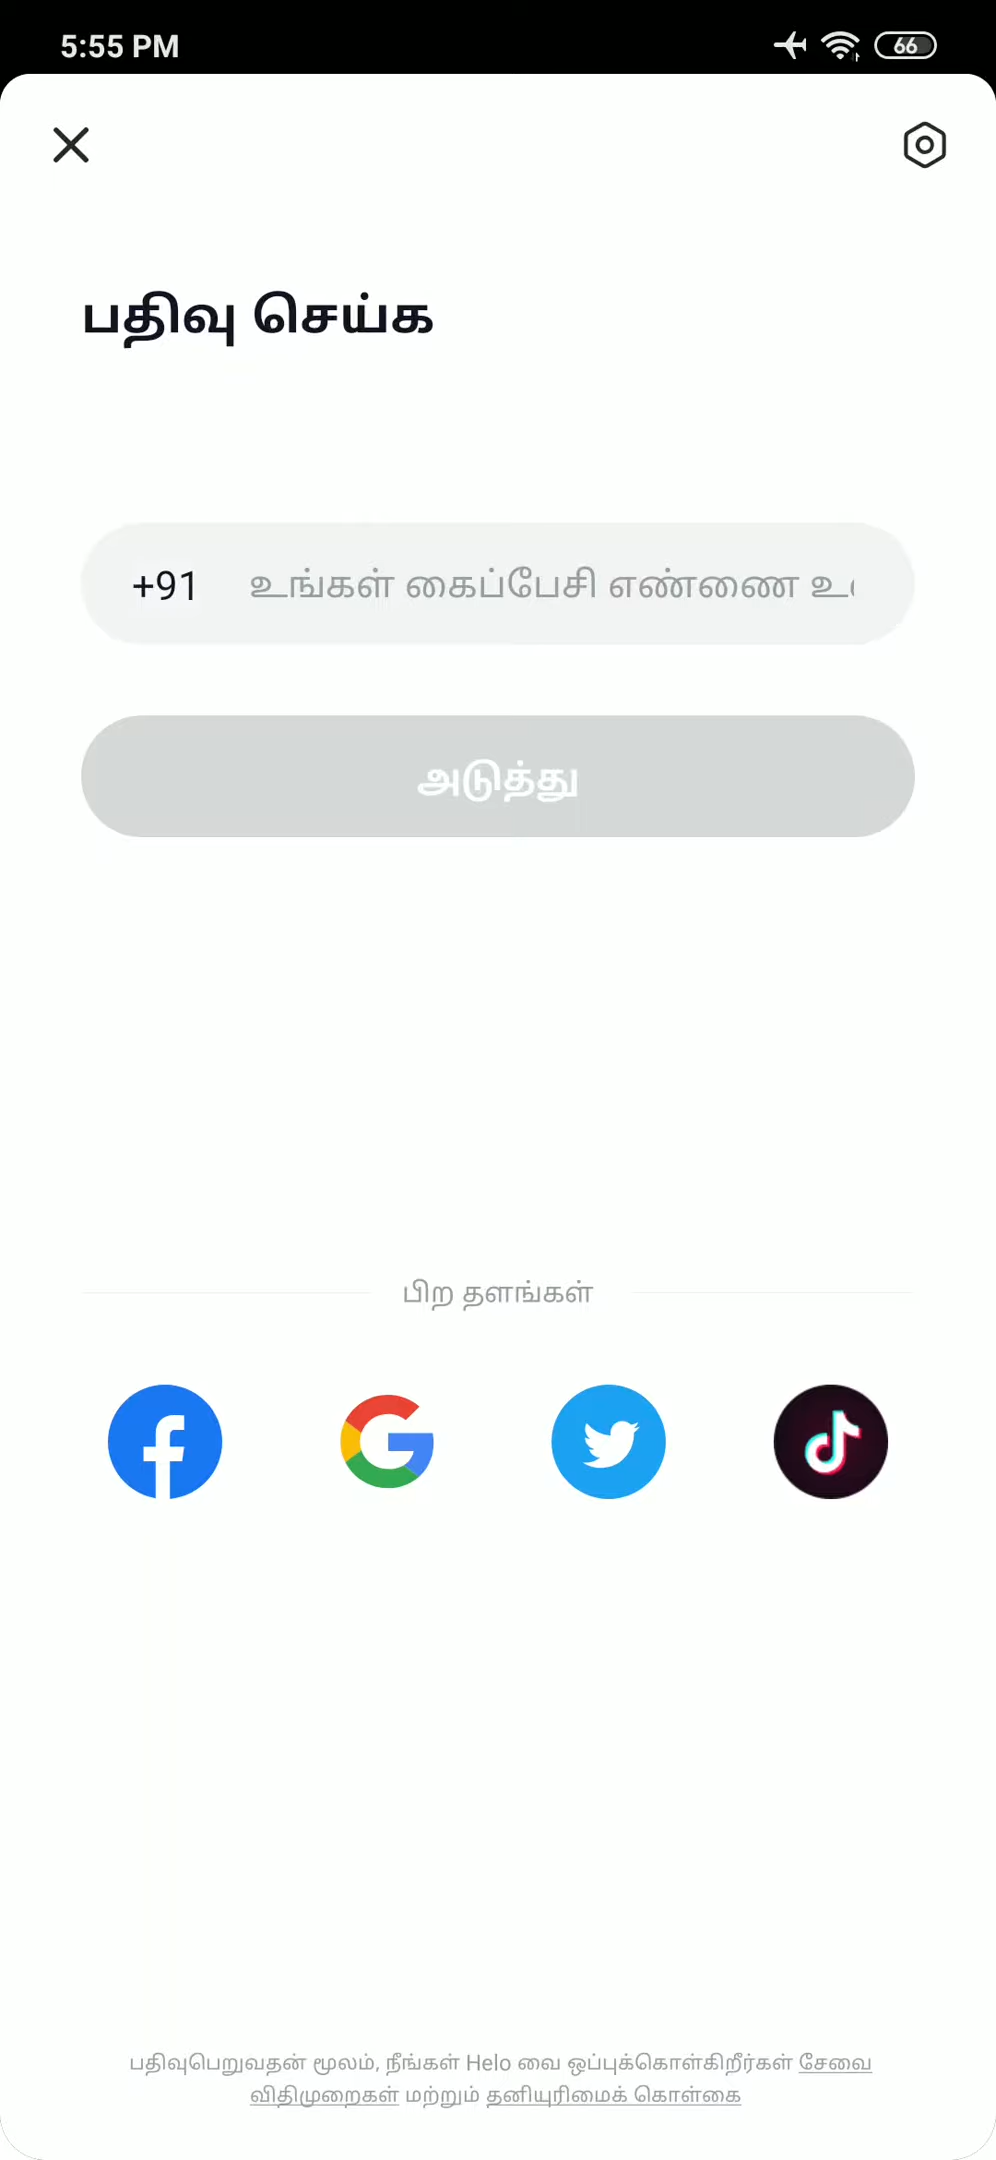 5:55 PM
66
பதிவு செய்க
+91 உங்கள் கைப்பேசி எண்ணை
அடுத்து
பிற தளங்கள்
பதிவுபெறுவதன் மூலம், நீங்கள் Helo வை ஒப்புக்கொள்கிறீர்கள் சேவை
விதிமுறைகள் மற்றும் தனியுரிமைக் கொள்கை